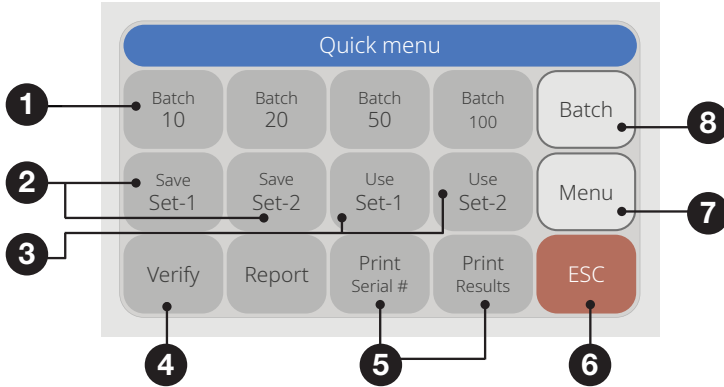 Quick menu
1
Batch
10
Batch
20
Batch
50
Batch
100
Batch
8
2
Save
Set-1
Save
Set-2
Use
Set-1
Use
Set-2
Menu
7
3
Verify
Report
Print
Serial #
Print
Results
ESC
4
5
6